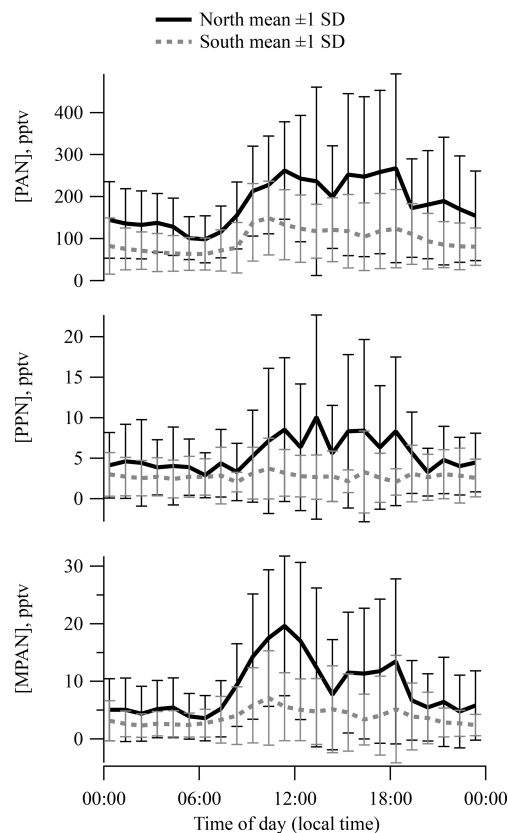 North mean ±1 SD
South mean ±1 SD
[PAN], pptv
400
300
200
100
0
[PPN], pptv
20
15
10
5
0
[MPAN], pptv
30
20
10
0
00:00 06:00 12:00 18:00 00:00
Time of day (local time)